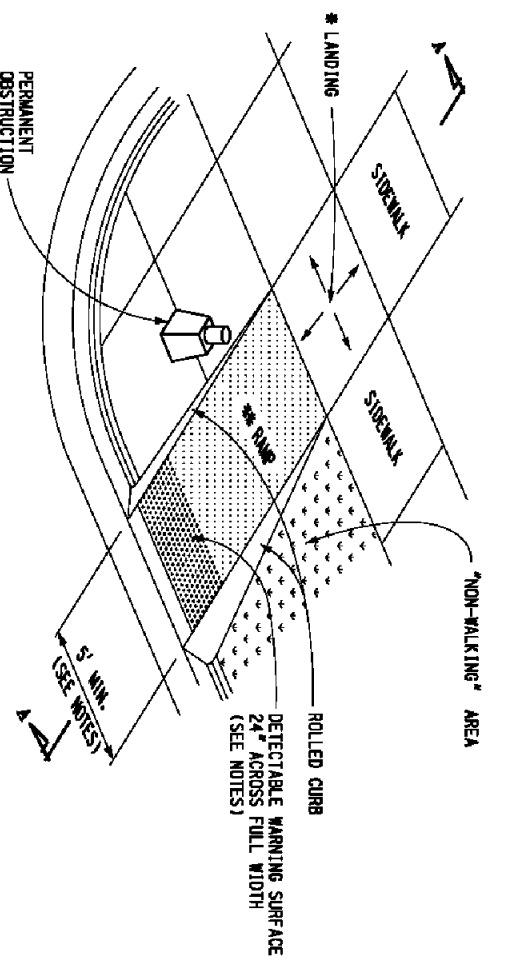 * LANDING
A
SIDEWALK
SIDEWALK
"NON-WALKING" AREA
PERMANENT
OBSTRUCTION
** RAMP
ROLLED CURB
DETECTABLE WARNING SURFACE
24" ACROSS FULL WIDTH
(SEE NOTES)
5' MIN.
(SEE NOTES)
A